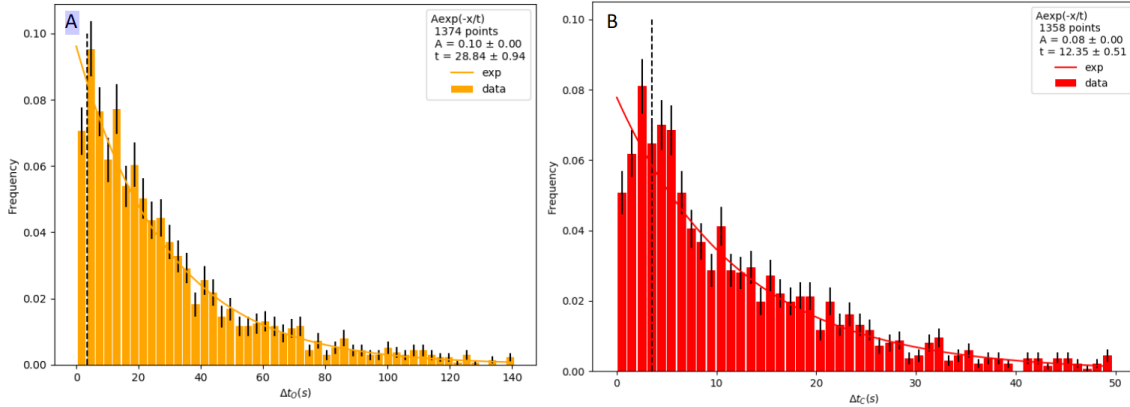 A
Aexp(-x/t)
1374 points
A = 0.10 ± 0.00
t = 28.84 ± 0.94
exp
data
0.10
0.08
0.06
0.04
0.02
0.00
Frequency
0 20 40 60 80 100 120 140
Δt_O(s)
B
Aexp(-x/t)
1358 points
A = 0.08 ± 0.00
t = 12.35 ± 0.51
exp
data
0.10
0.08
0.06
0.04
0.02
0.00
Frequency
0 10 20 30 40 50
Δt_C(s)